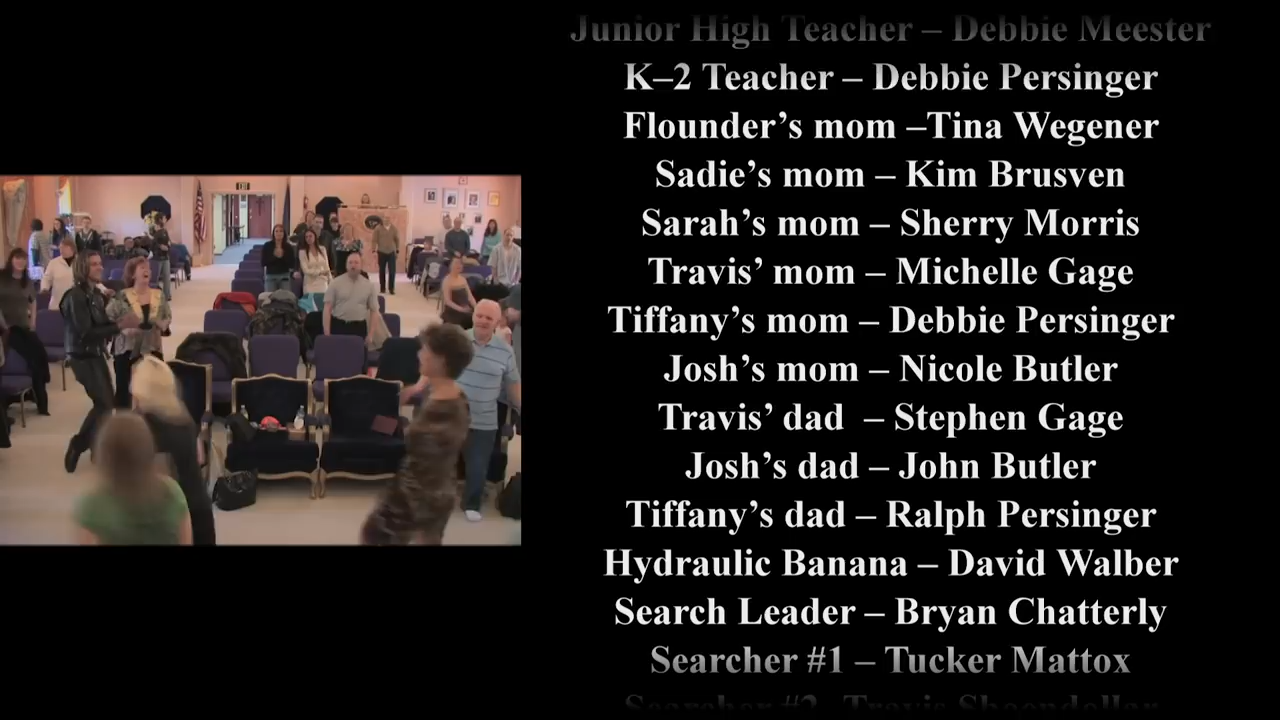 Junior High Teacher – Debbie Meester
K–2 Teacher – Debbie Persinger
Flounder’s mom –Tina Wegener
Sadie’s mom – Kim Brusven
Sarah’s mom – Sherry Morris
Travis’ mom – Michelle Gage
Tiffany’s mom – Debbie Persinger
Josh’s mom – Nicole Butler
Travis’ dad  – Stephen Gage
Josh’s dad – John Butler
Tiffany’s dad – Ralph Persinger
Hydraulic Banana – David Walber
Search Leader – Bryan Chatterly
Searcher #1 – Tucker Mattox
Searcher #2 Travis